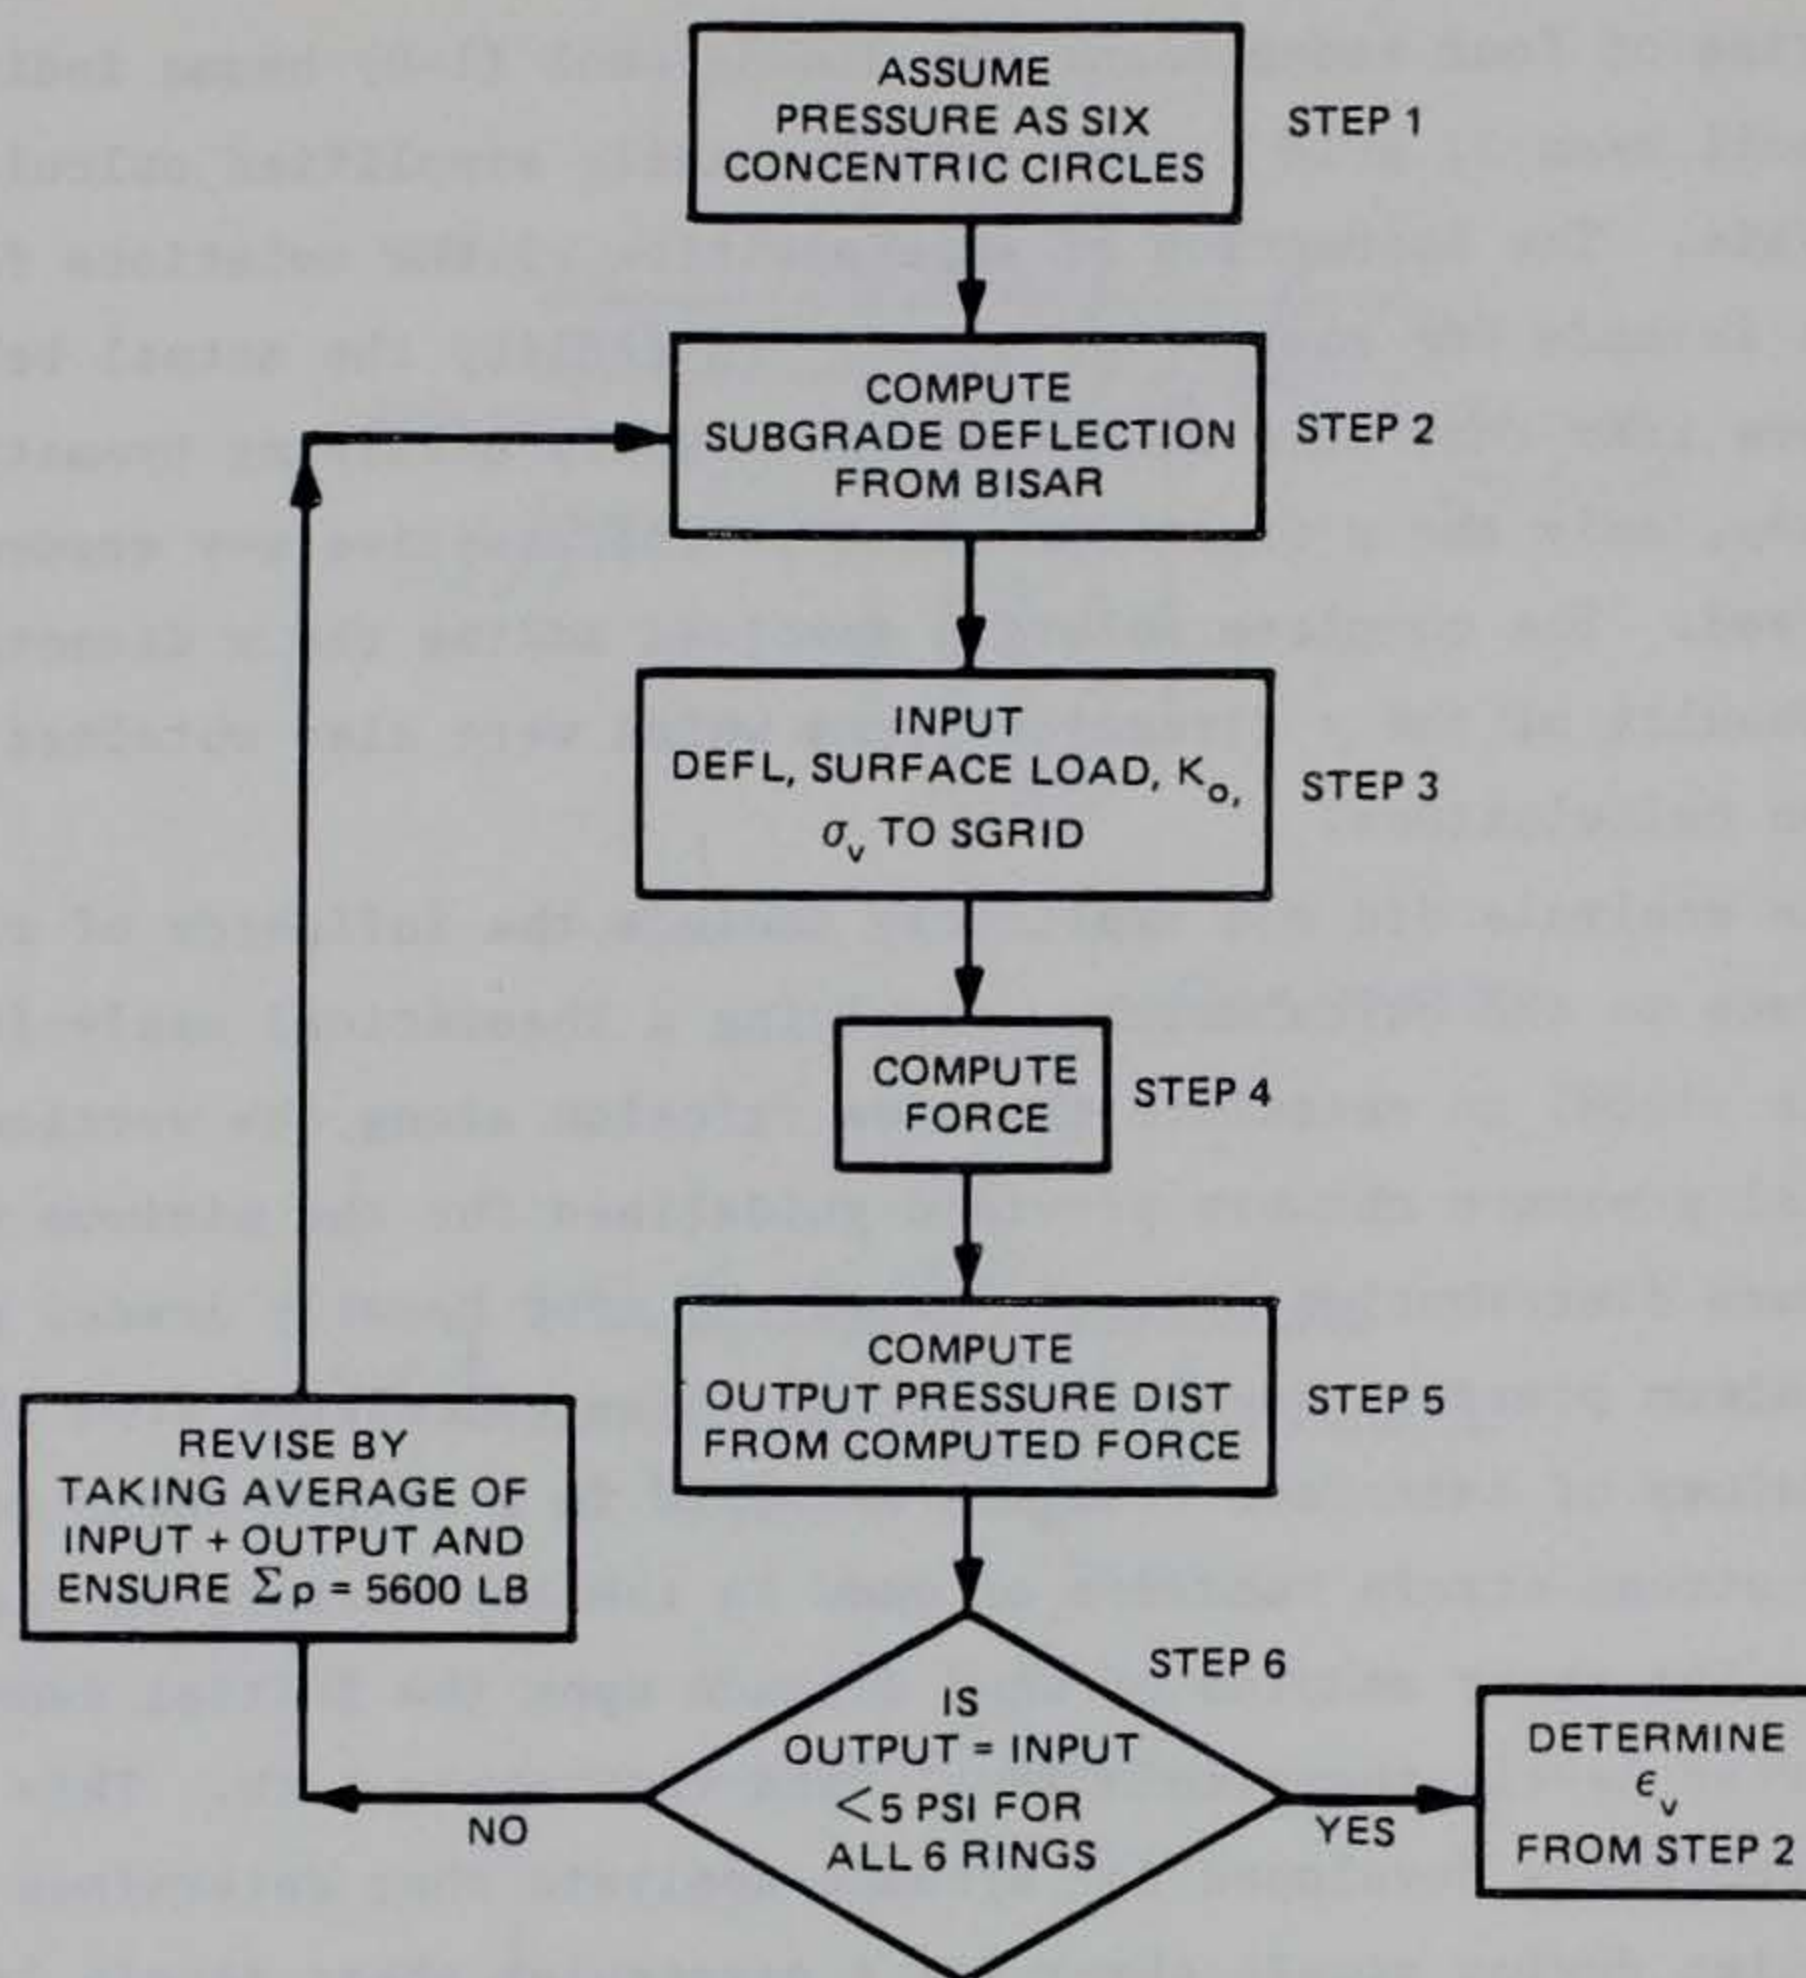 ASSUME
PRESSURE AS SIX
CONCENTRIC CIRCLES
STEP 1
COMPUTE
SUBGRADE DEFLECTION
FROM BISAR
STEP 2
INPUT
DEFL, SURFACE LOAD, Ko,
σv TO SGRID
STEP 3
COMPUTE
FORCE
STEP 4
COMPUTE
OUTPUT PRESSURE DIST
FROM COMPUTED FORCE
STEP 5
REVISE BY
TAKING AVERAGE OF
INPUT + OUTPUT AND
ENSURE Σp = 5600 LB
STEP 6
IS
OUTPUT = INPUT
<5 PSI FOR
ALL 6 RINGS
NO
YES
DETERMINE
εv
FROM STEP 2